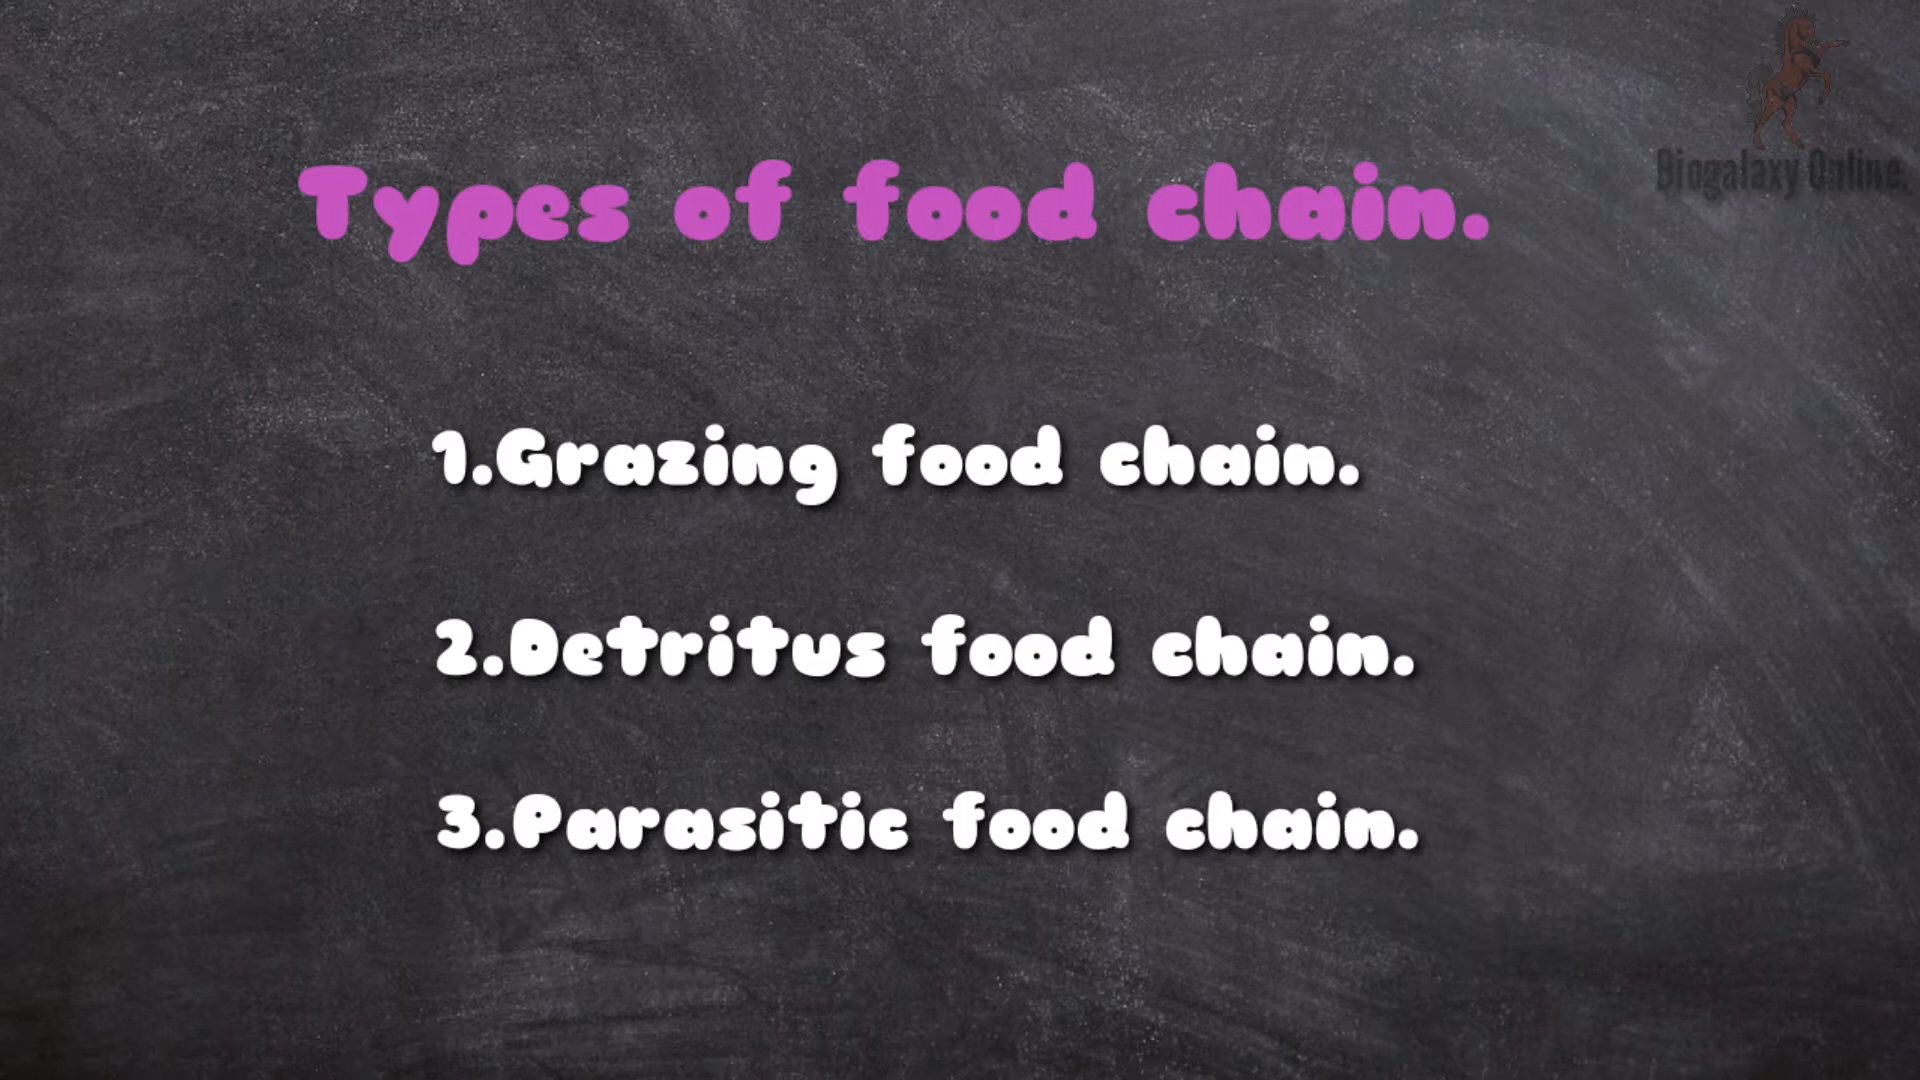 Biogalaxy Online.
Types of food chain.
1.Grazing food chain.
2.Detritus food chain.
3.Parasitic food chain.